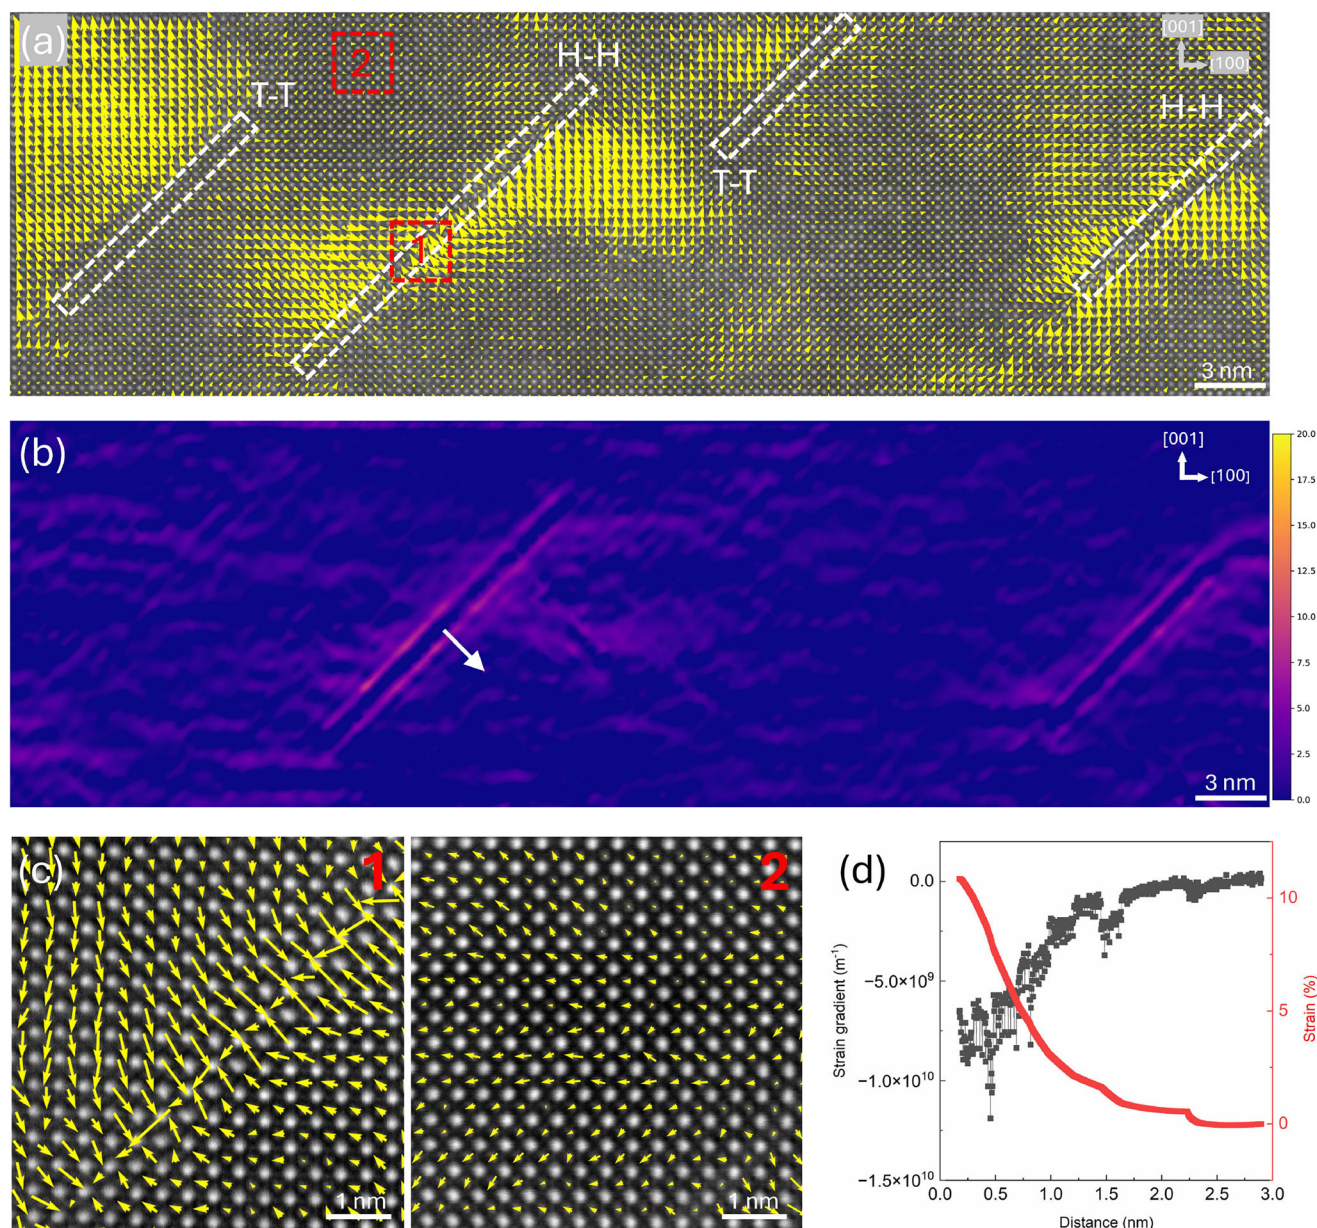 (a)
2
H-H
[001]
[100]
T-T
H-H
T-T
1
3 nm
(b)
[001]
[100]
20.0
17.5
15.0
12.5
10.0
7.5
5.0
2.5
0.0
3 nm
(c)
1
2
1 nm
1 nm
(d)
0.0
−5.0×10⁹
−1.0×10¹⁰
−1.5×10¹⁰
Strain gradient (m⁻¹)
10
5
0
Strain (%)
0.0 0.5 1.0 1.5 2.0 2.5 3.0
Distance (nm)